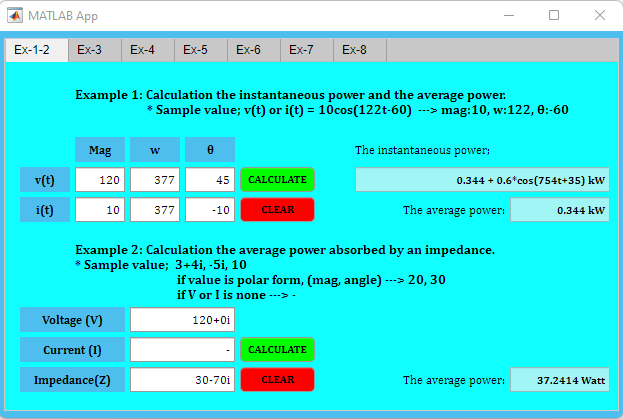 MATLAB App
Ex-1-2 Ex-3 Ex-4 Ex-5 Ex-6 Ex-7 Ex-8
Example 1: Calculation the instantaneous power and the average power.
* Sample value; v(t) or i(t) = 10cos(122t-60) ---> mag:10, w:122, θ:-60
Mag w θ The instantaneous power;
v(t) 120 377 45 CALCULATE 0.344 + 0.6*cos(754t+35) kW
i(t) 10 377 -10 CLEAR The average power: 0.344 kW
Example 2: Calculation the average power absorbed by an impedance.
* Sample value; 3+4i, -5i, 10
if value is polar form, (mag, angle) ---> 20, 30
if V or I is none ---> -
Voltage (V) 120+0i
Current (I) - CALCULATE
Impedance(Z) 30-70i CLEAR The average power: 37.2414 Watt